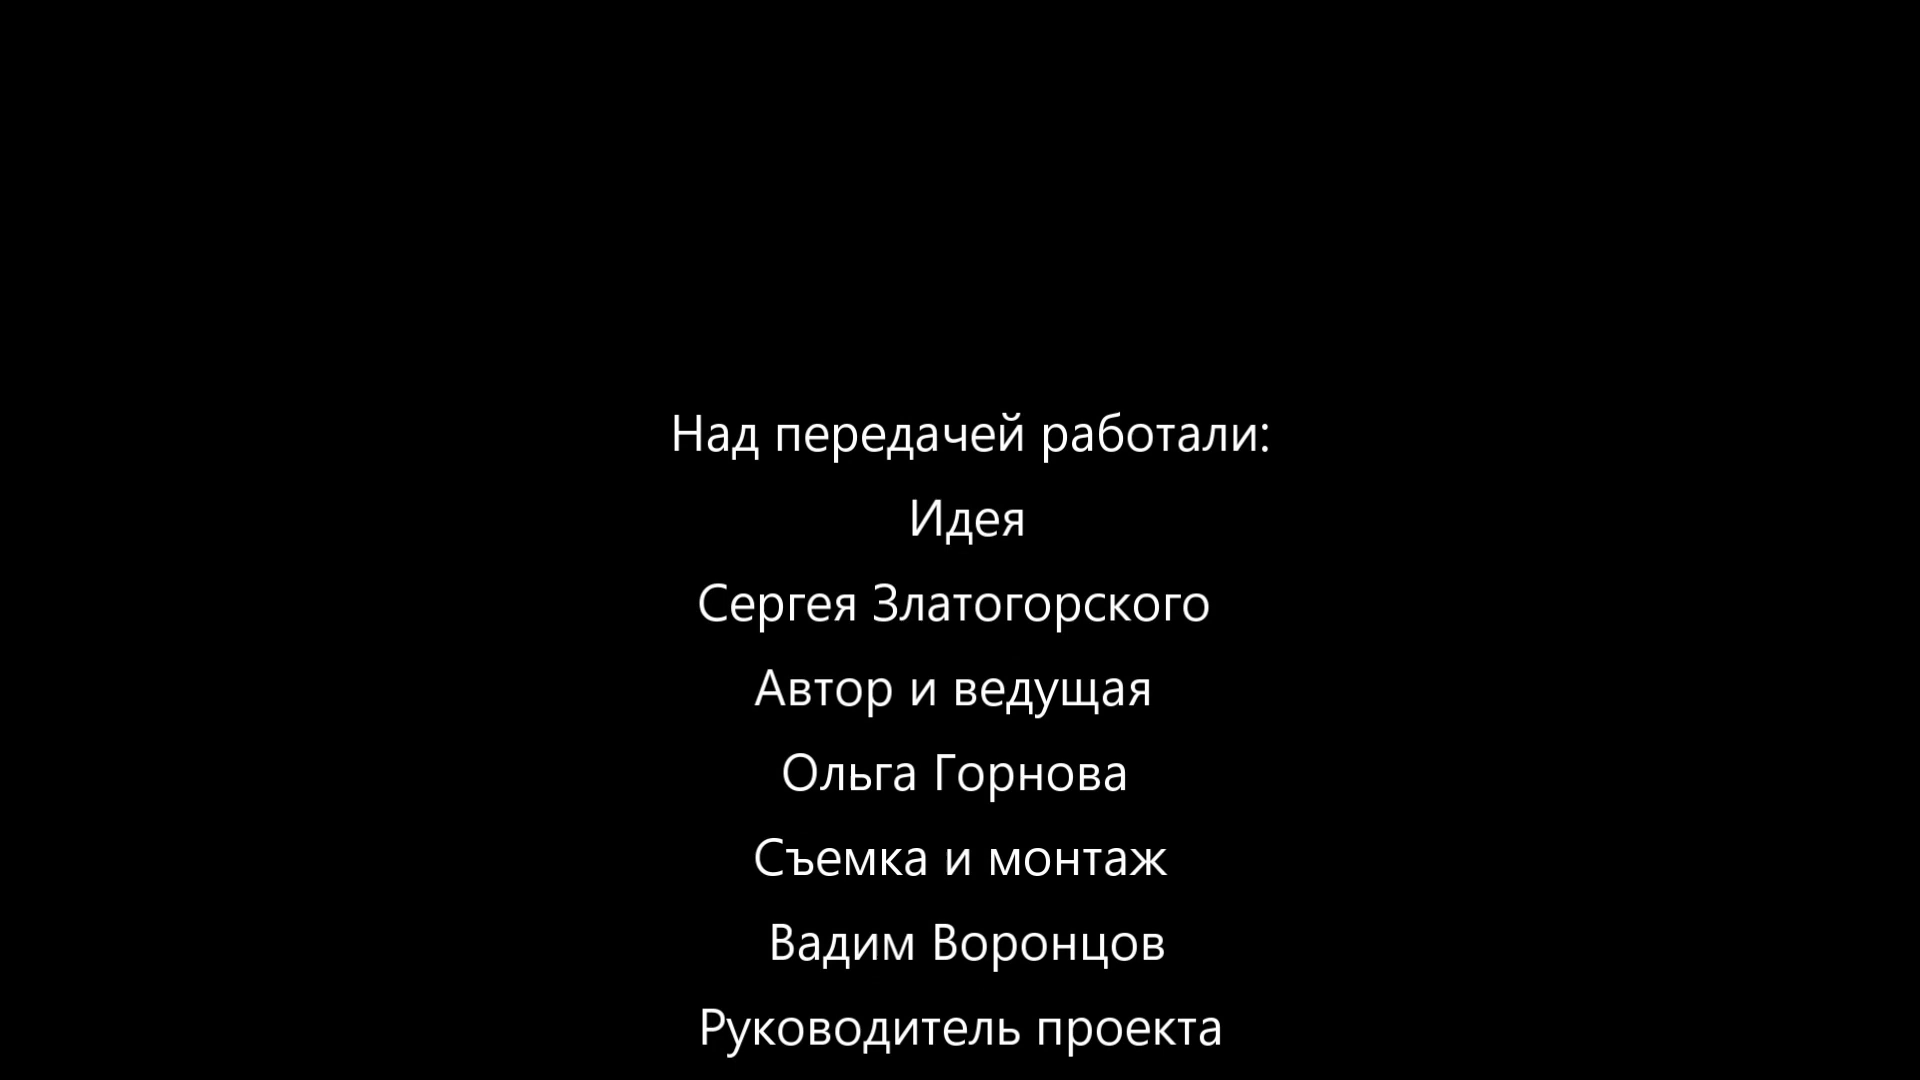 Над передачей работали:
Идея
Сергея Златогорского
Автор и ведущая
Ольга Горнова
Съемка и монтаж
Вадим Воронцов
Руководитель проекта